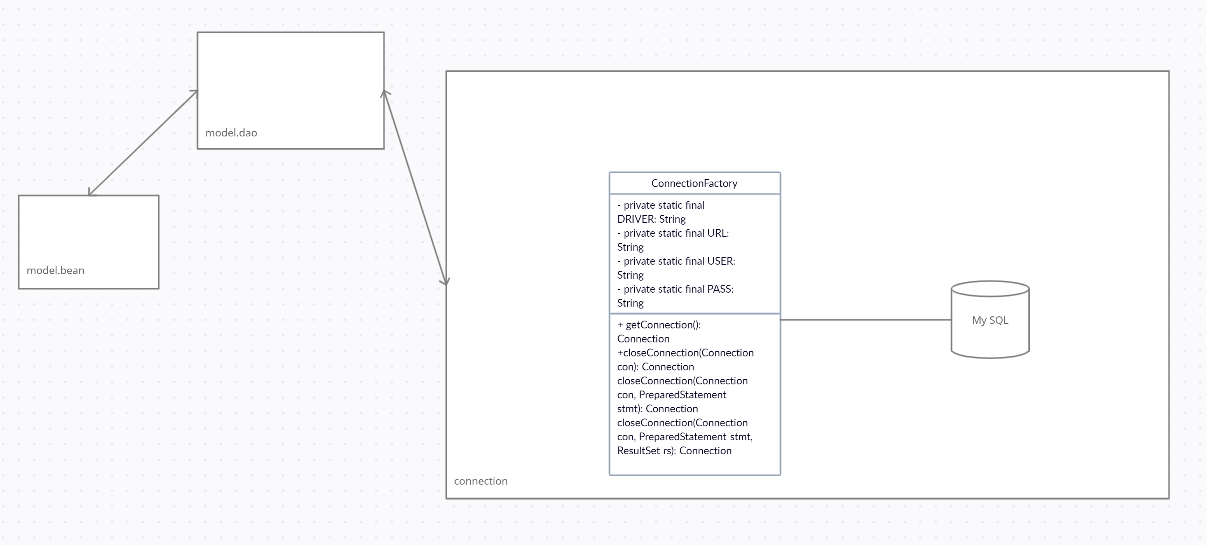 model.dao
model.bean
ConnectionFactory
- private static final
DRIVER: String
- private static final URL:
String
- private static final USER:
String
- private static final PASS:
String
+ getConnection():
Connection
+closeConnection(Connection
con): Connection
closeConnection(Connection
con, PreparedStatement
stmt): Connection
closeConnection(Connection
con, PreparedStatement stmt,
ResultSet rs): Connection
My SQL
connection